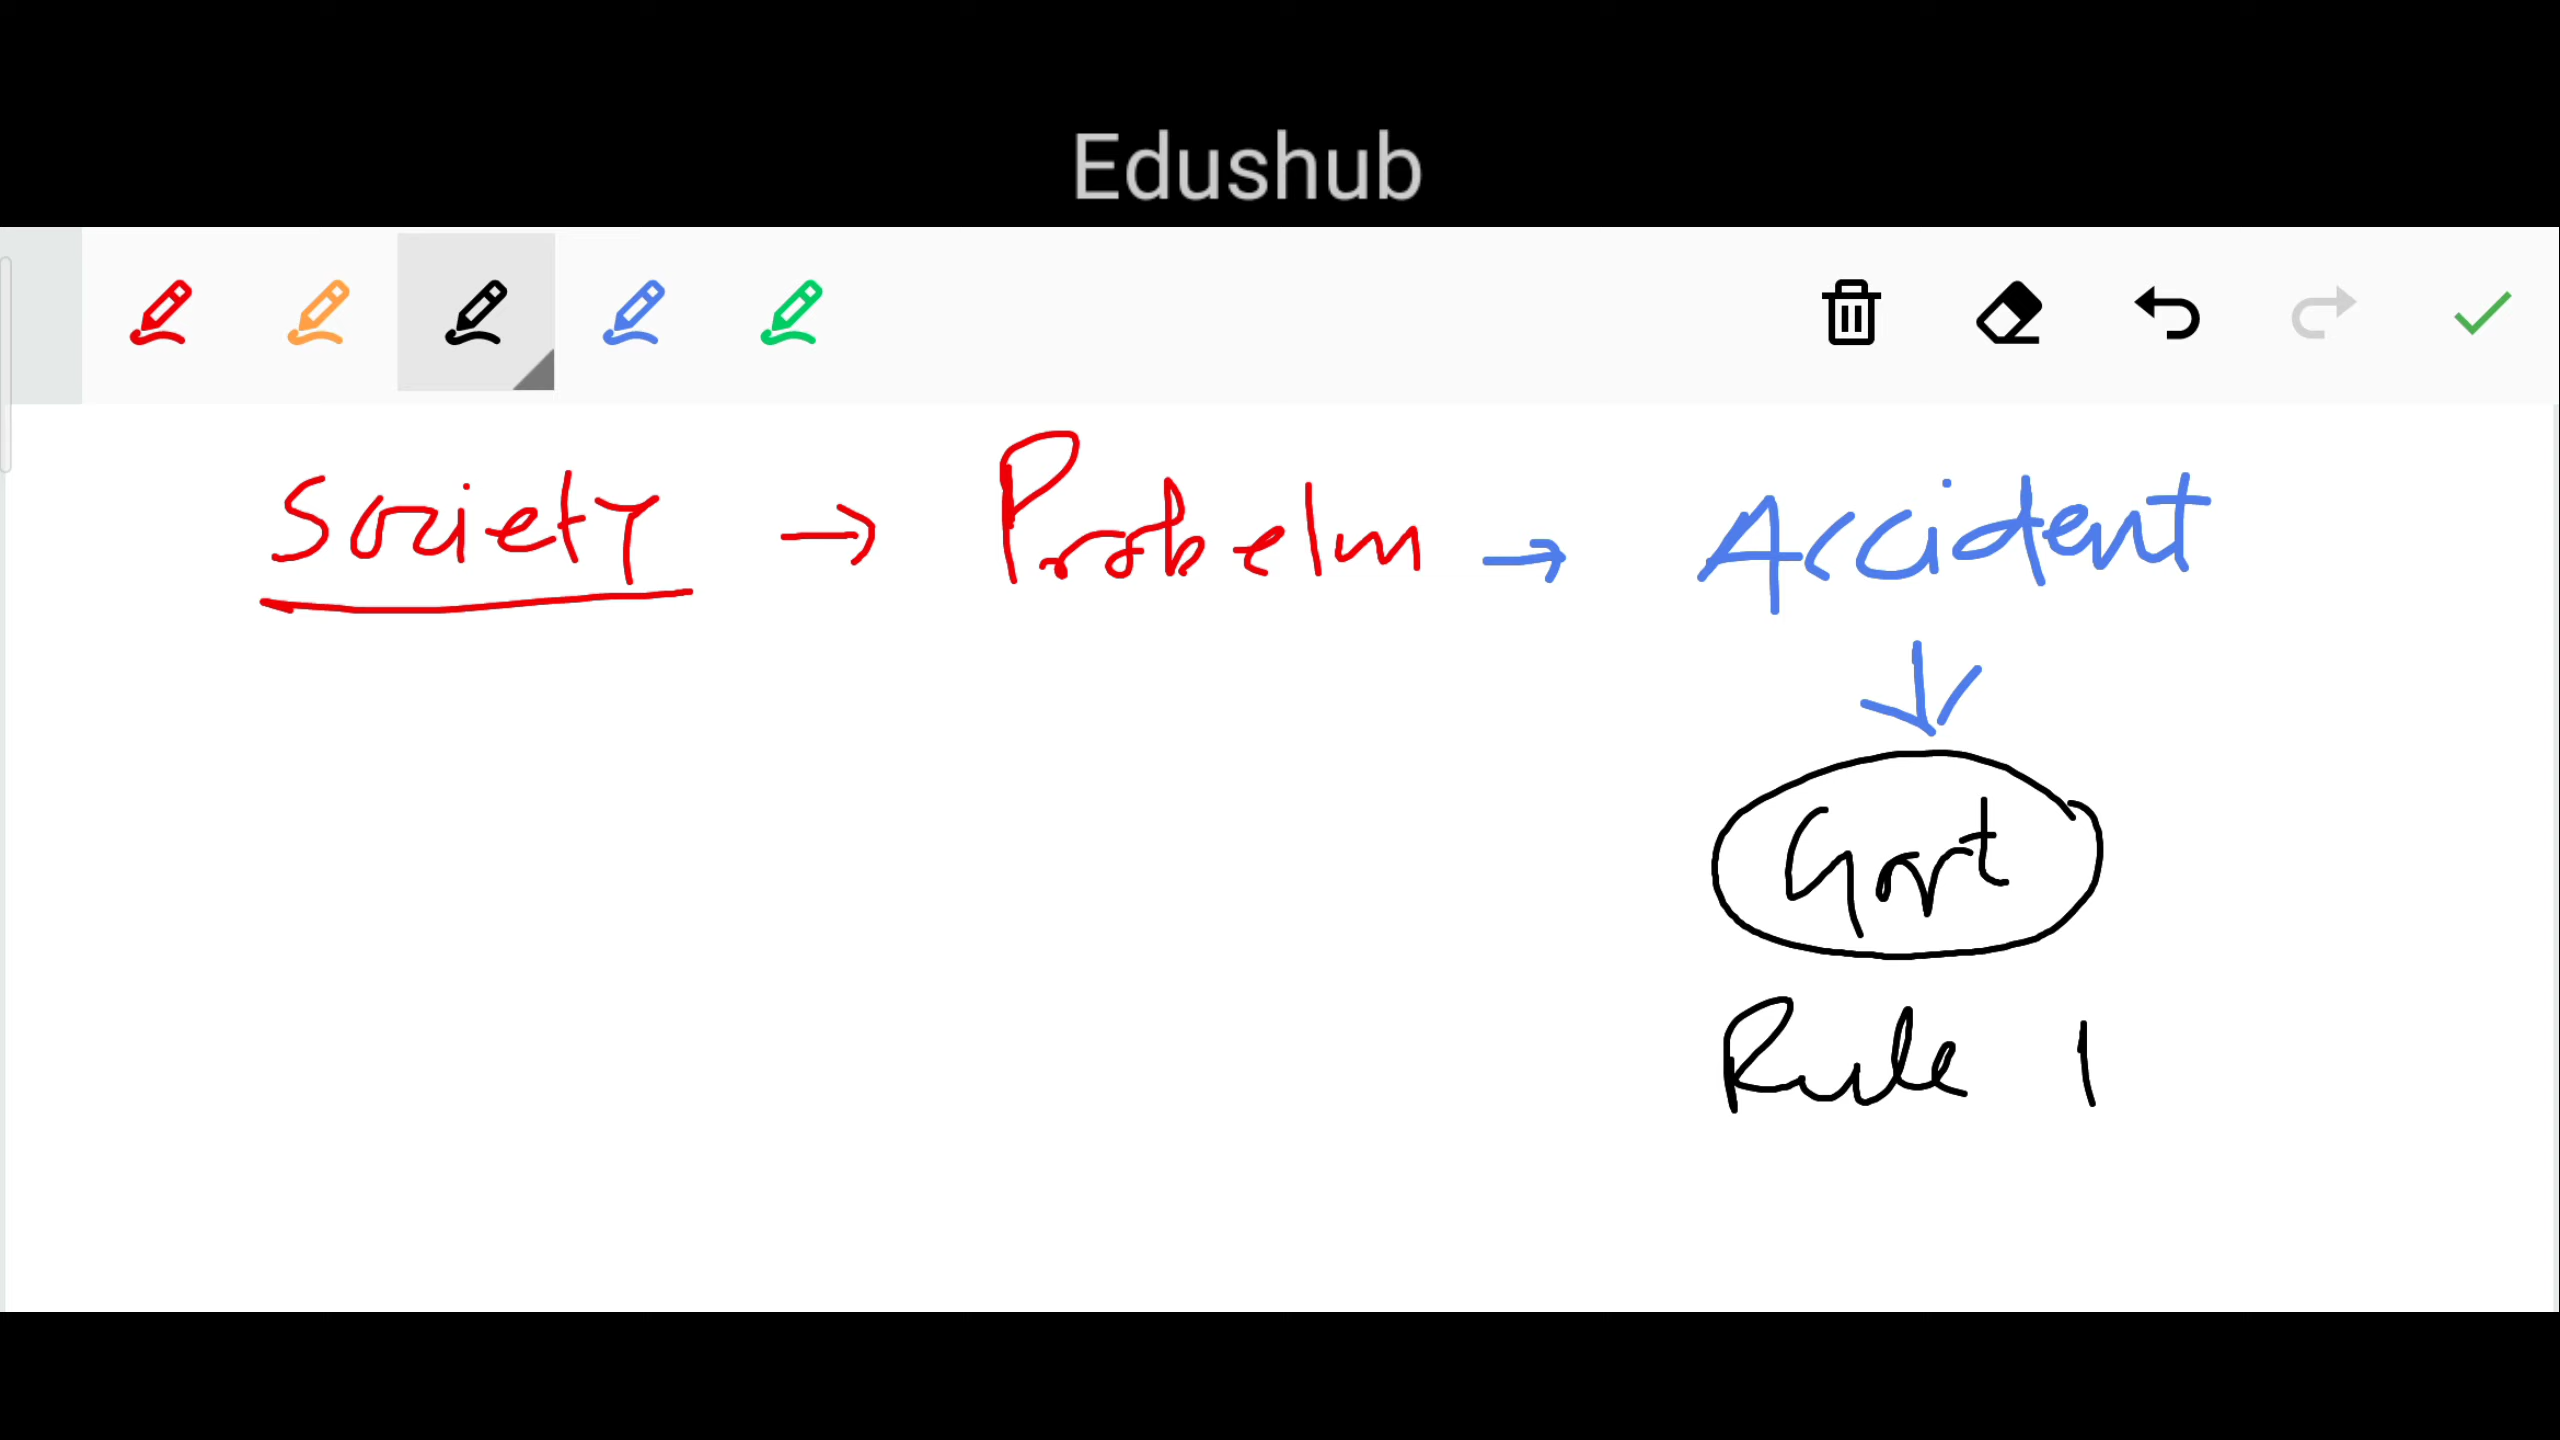 Edushub
Society → Probelm → Accident
↓
Govt
Rule 1